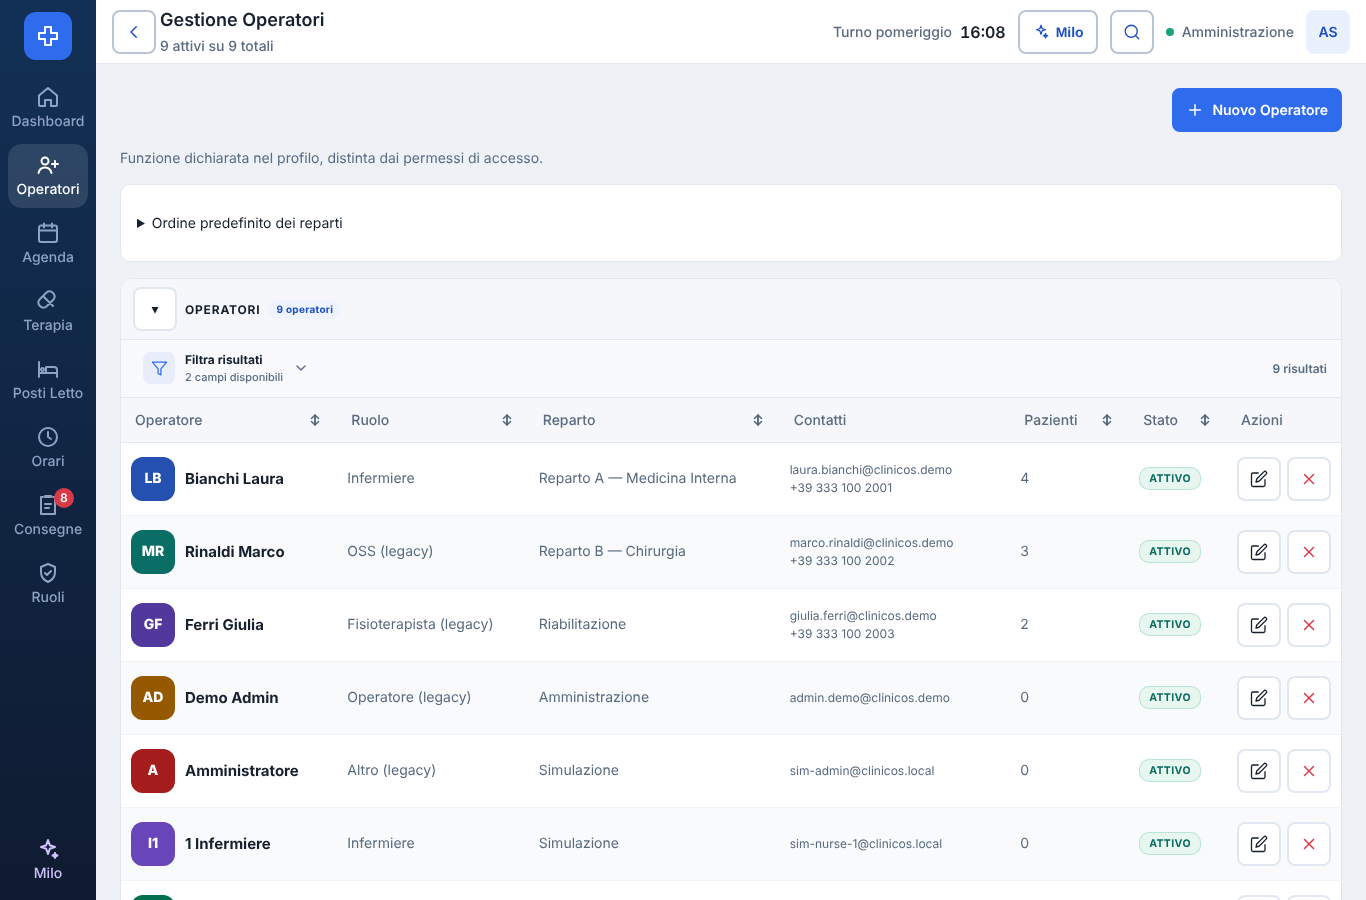 Gestione Operatori
9 attivi su 9 totali
Turno pomeriggio 16:08
Milo
Amministrazione
AS
Dashboard
Operatori
Agenda
Terapia
Posti Letto
Orari
8
Consegne
Ruoli
Milo
Nuovo Operatore
Funzione dichiarata nel profilo, distinta dai permessi di accesso.
Ordine predefinito dei reparti
OPERATORI 9 operatori
Filtra risultati
2 campi disponibili
9 risultati
Operatore Ruolo Reparto Contatti Pazienti Stato Azioni
LB Bianchi Laura Infermiere Reparto A — Medicina Interna laura.bianchi@clinicos.demo 4 ATTIVO
+39 333 100 2001
MR Rinaldi Marco OSS (legacy) Reparto B — Chirurgia marco.rinaldi@clinicos.demo 3 ATTIVO
+39 333 100 2002
GF Ferri Giulia Fisioterapista (legacy) Riabilitazione giulia.ferri@clinicos.demo 2 ATTIVO
+39 333 100 2003
AD Demo Admin Operatore (legacy) Amministrazione admin.demo@clinicos.demo 0 ATTIVO
A Amministratore Altro (legacy) Simulazione sim-admin@clinicos.local 0 ATTIVO
I1 1 Infermiere Infermiere Simulazione sim-nurse-1@clinicos.local 0 ATTIVO